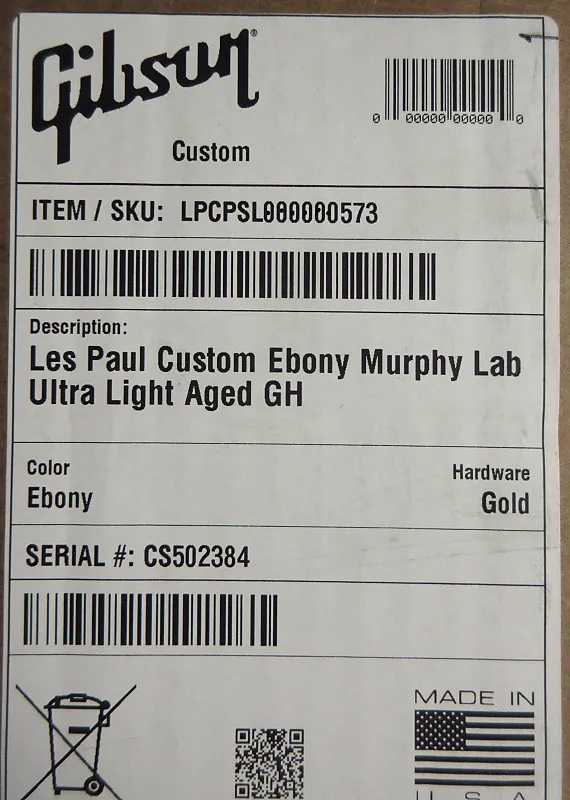 Gibson®
Custom
0 00000 00000 0
ITEM / SKU: LPCPSL000000573
Description:
Les Paul Custom Ebony Murphy Lab
Ultra Light Aged GH
Color
Hardware
Ebony
Gold
SERIAL #: CS502384
MADE IN
U S A